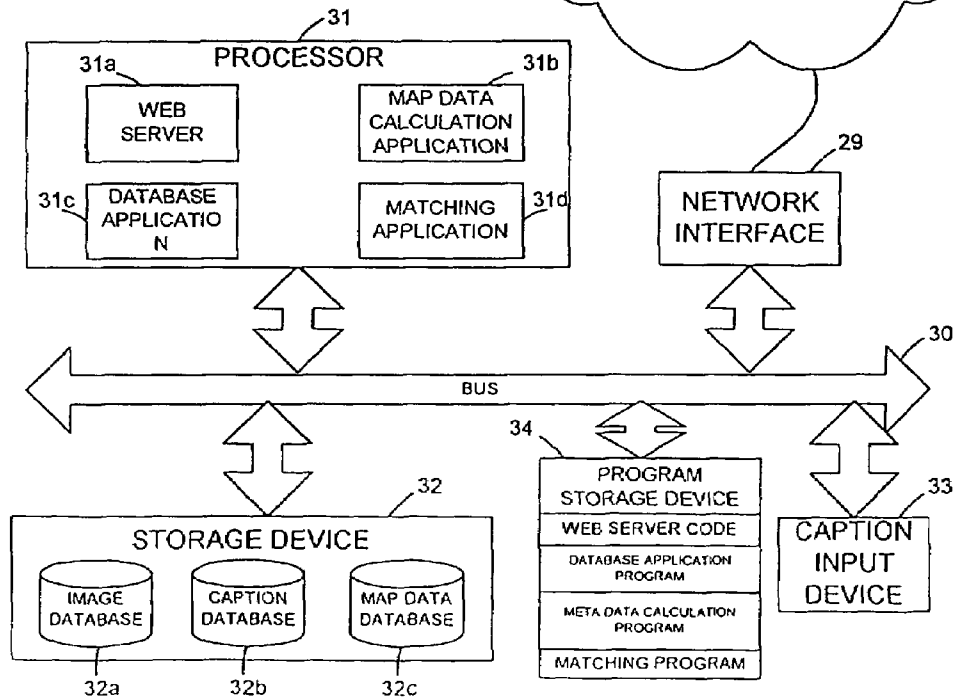 31
PROCESSOR
31a
31b
WEB
SERVER
MAP DATA
CALCULATION
APPLICATION
31c
DATABASE
APPLICATIO
N
MATCHING
APPLICATION
31d
29
NETWORK
INTERFACE
30
BUS
32
STORAGE DEVICE
IMAGE
DATABASE
CAPTION
DATABASE
MAP DATA
DATABASE
32a
32b
32c
34
PROGRAM
STORAGE DEVICE
WEB SERVER CODE
DATABASE APPLICATION
PROGRAM
META DATA CALCULATION
PROGRAM
MATCHING PROGRAM
33
CAPTION
INPUT
DEVICE